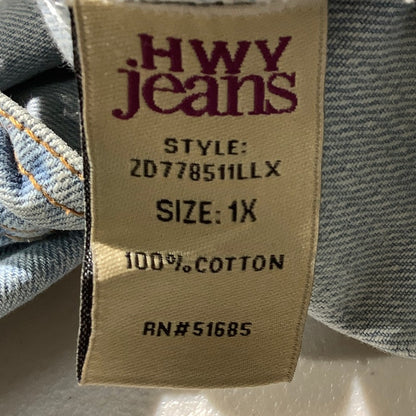 HWY
jeans
STYLE:
ZD778511LLX
SIZE: 1X
100% COTTON
RN#51685